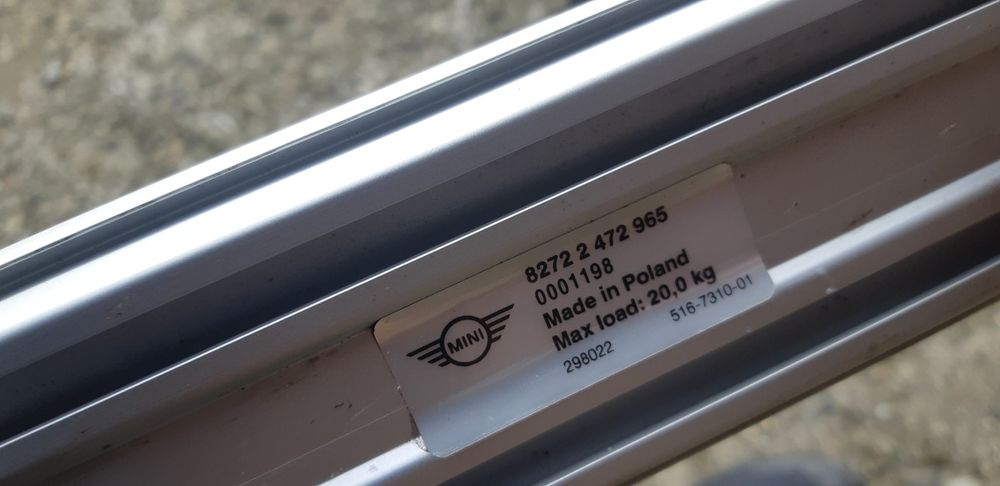 MINI
8272 2 472 965
0001198
Made in Poland
Max load: 20,0 kg
298022
516-7310-01